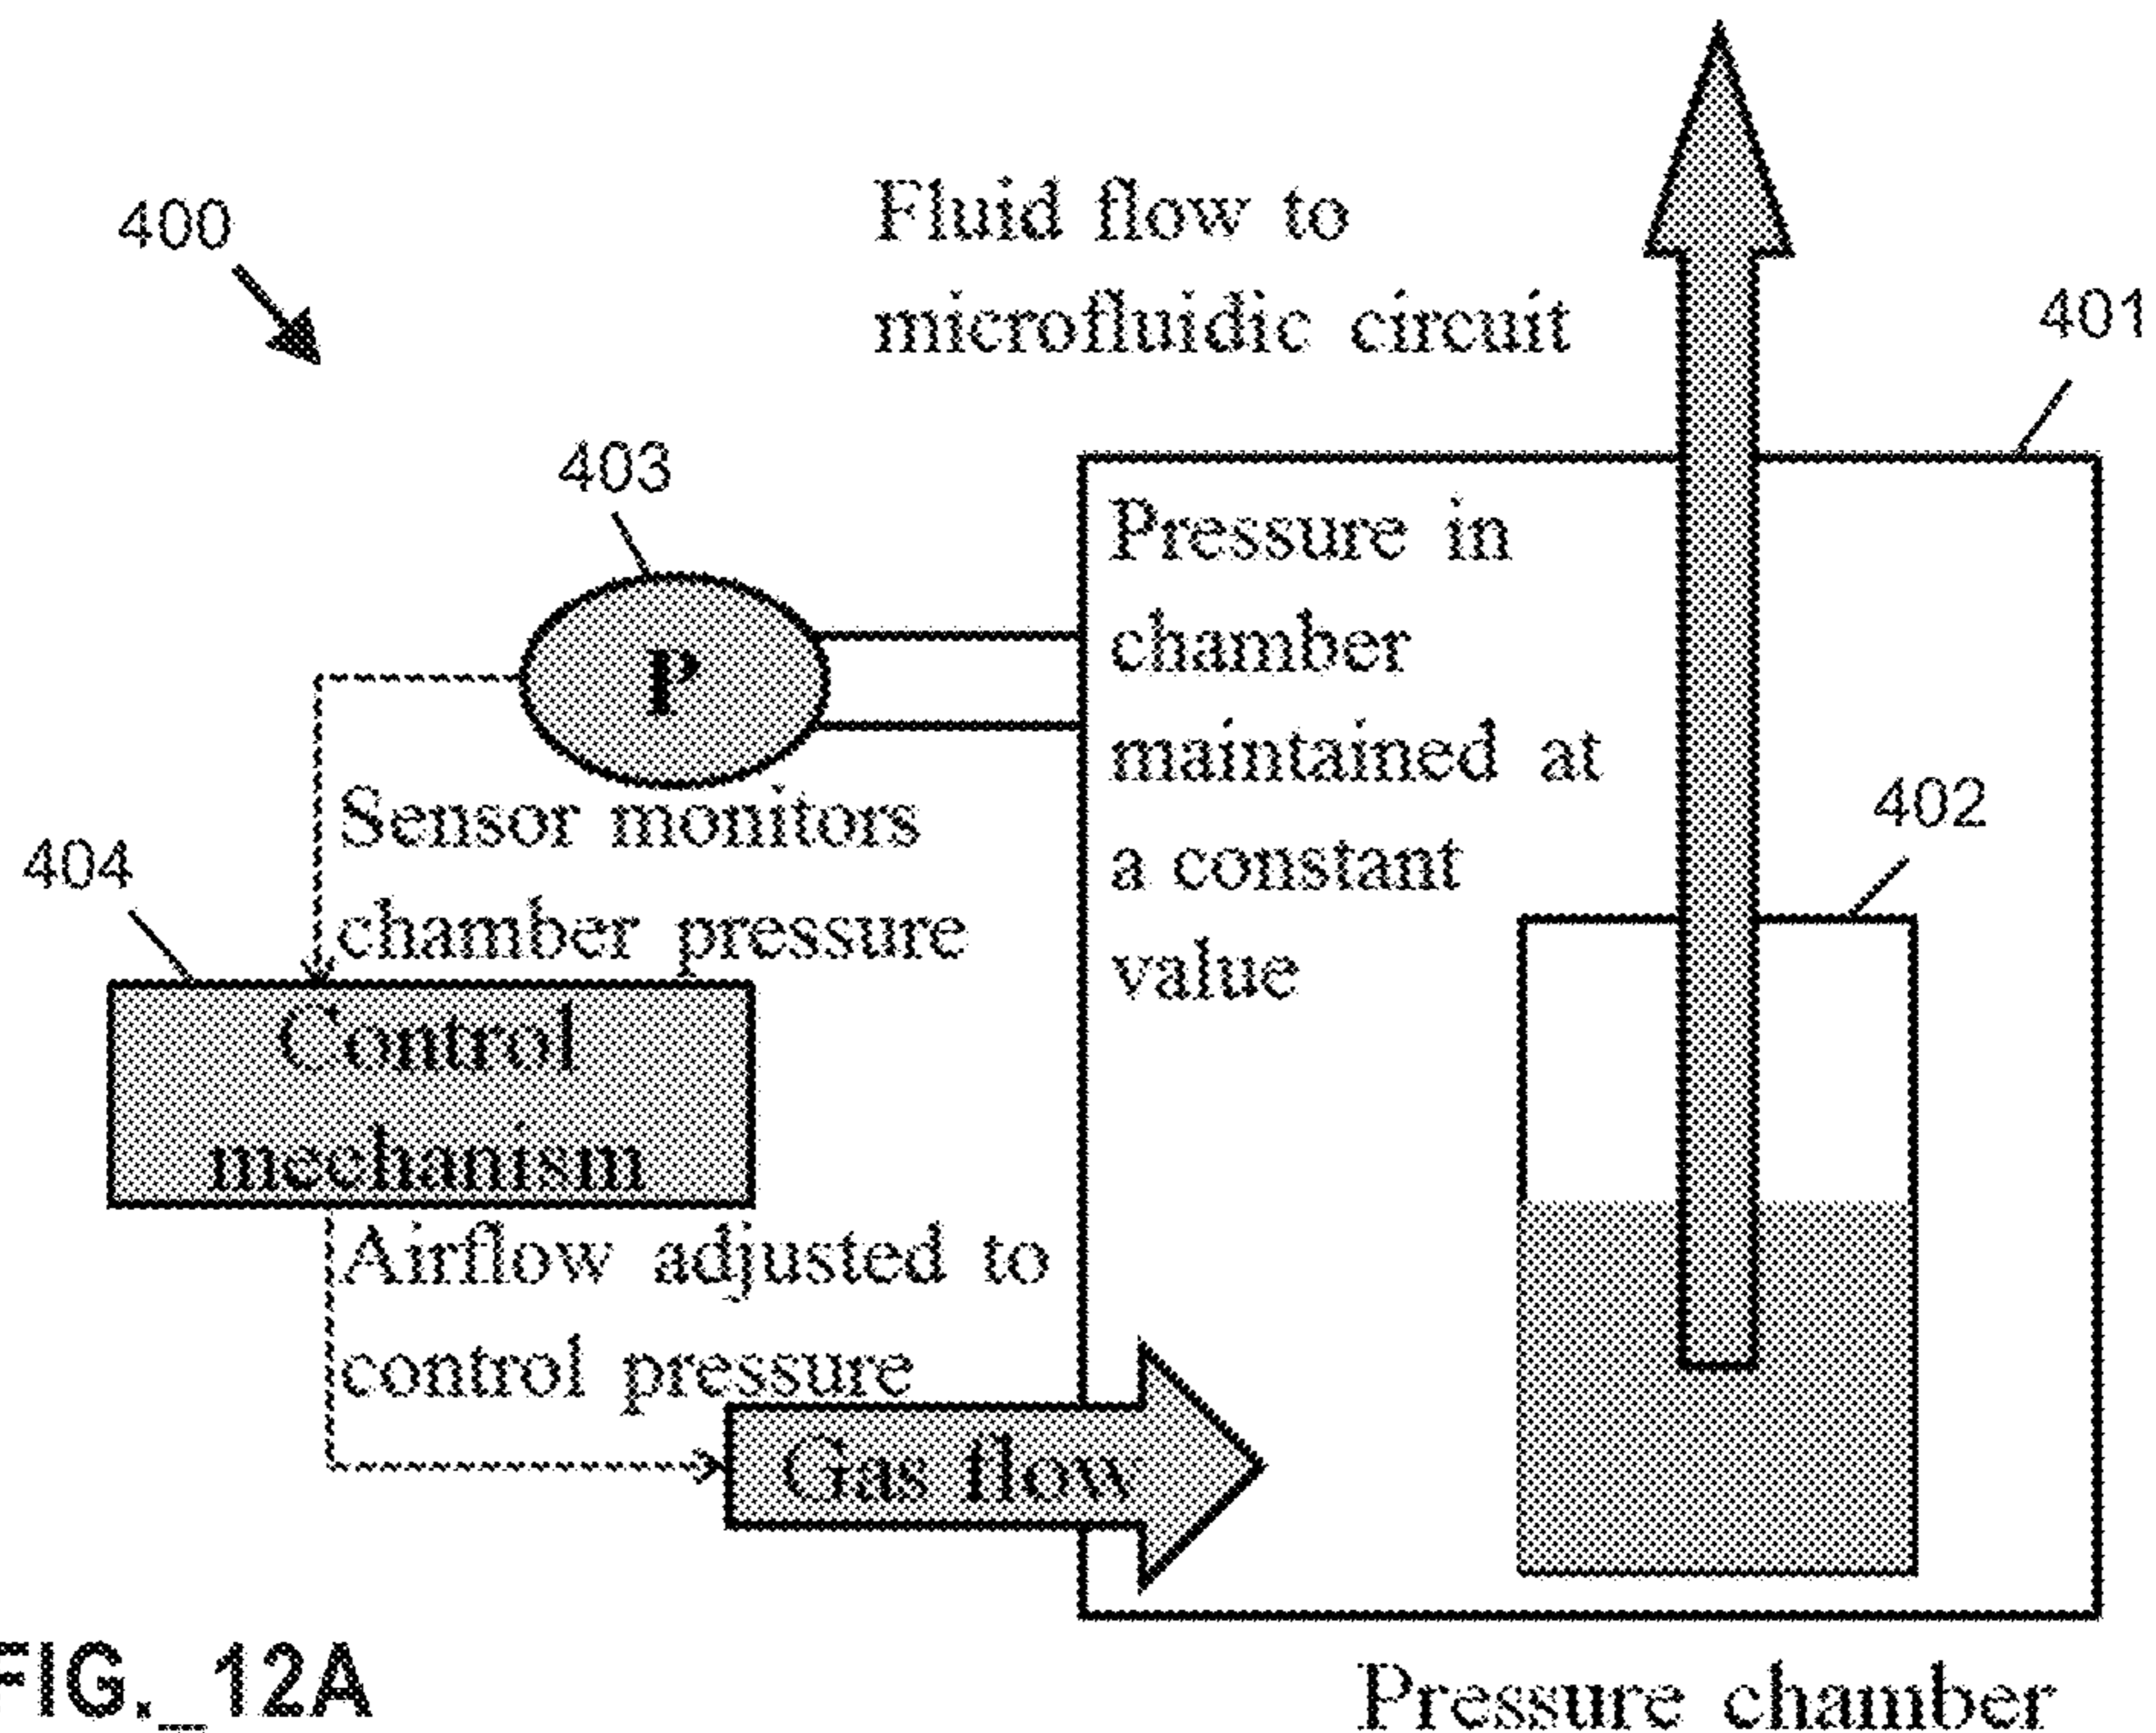 400
Fluid flow to
microfluidic circuit
401
403
Pressure in
chamber
maintained at
a constant
value
P
402
Sensor monitors
chamber pressure
404
Control
mechanism
Airflow adjusted to
control pressure
Gas flow
FIG._12A
Pressure chamber